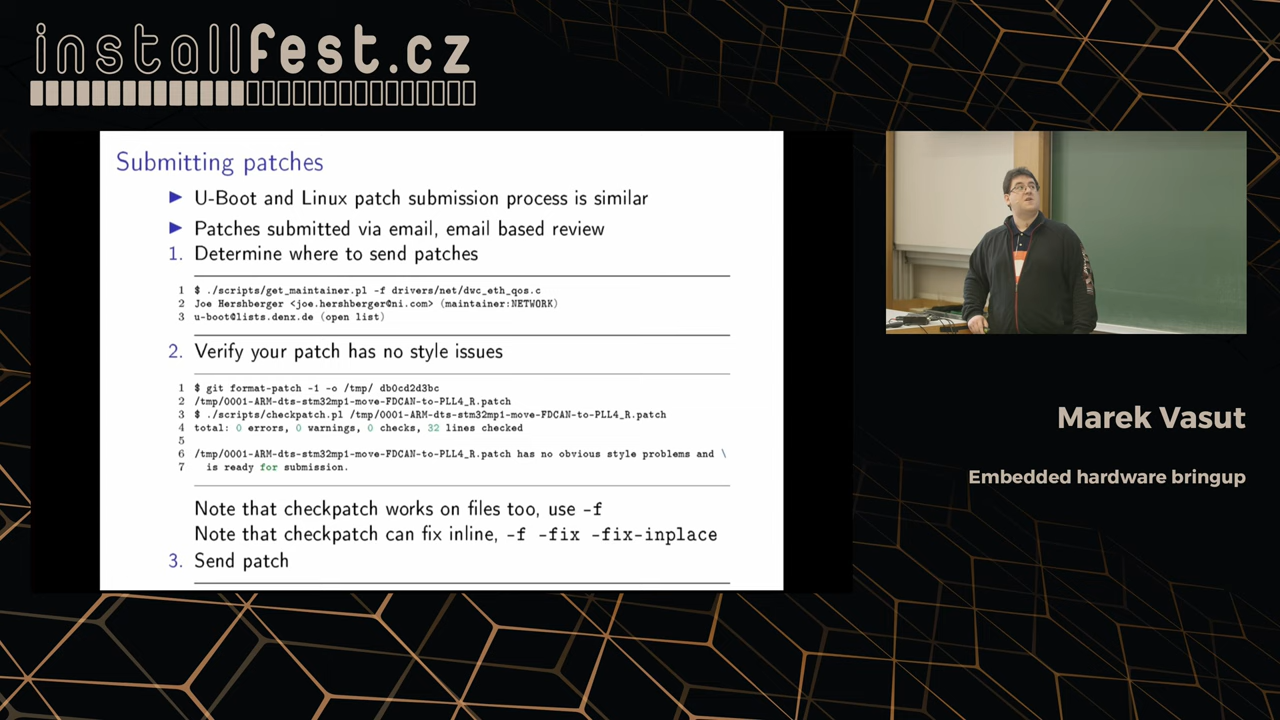 installfest.cz
Submitting patches
▶ U-Boot and Linux patch submission process is similar
▶ Patches submitted via email, email based review
1. Determine where to send patches
1 $ ./scripts/get_maintainer.pl -f drivers/net/dwc_eth_qos.c
2 Joe Hershberger <joe.hershberger@ni.com> (maintainer:NETWORK)
3 u-boot@lists.denx.de (open list)
2. Verify your patch has no style issues
1 $ git format-patch -1 -o /tmp/ db0cd2d3bc
2 /tmp/0001-ARM-dts-stm32mp1-move-FDCAN-to-PLL4_R.patch
3 $ ./scripts/checkpatch.pl /tmp/0001-ARM-dts-stm32mp1-move-FDCAN-to-PLL4_R.patch
4 total: 0 errors, 0 warnings, 0 checks, 32 lines checked
5
6 /tmp/0001-ARM-dts-stm32mp1-move-FDCAN-to-PLL4_R.patch has no obvious style problems and \
7 is ready for submission.
Note that checkpatch works on files too, use -f
Note that checkpatch can fix inline, -f -fix -fix-inplace
3. Send patch
Marek Vasut
Embedded hardware bringup